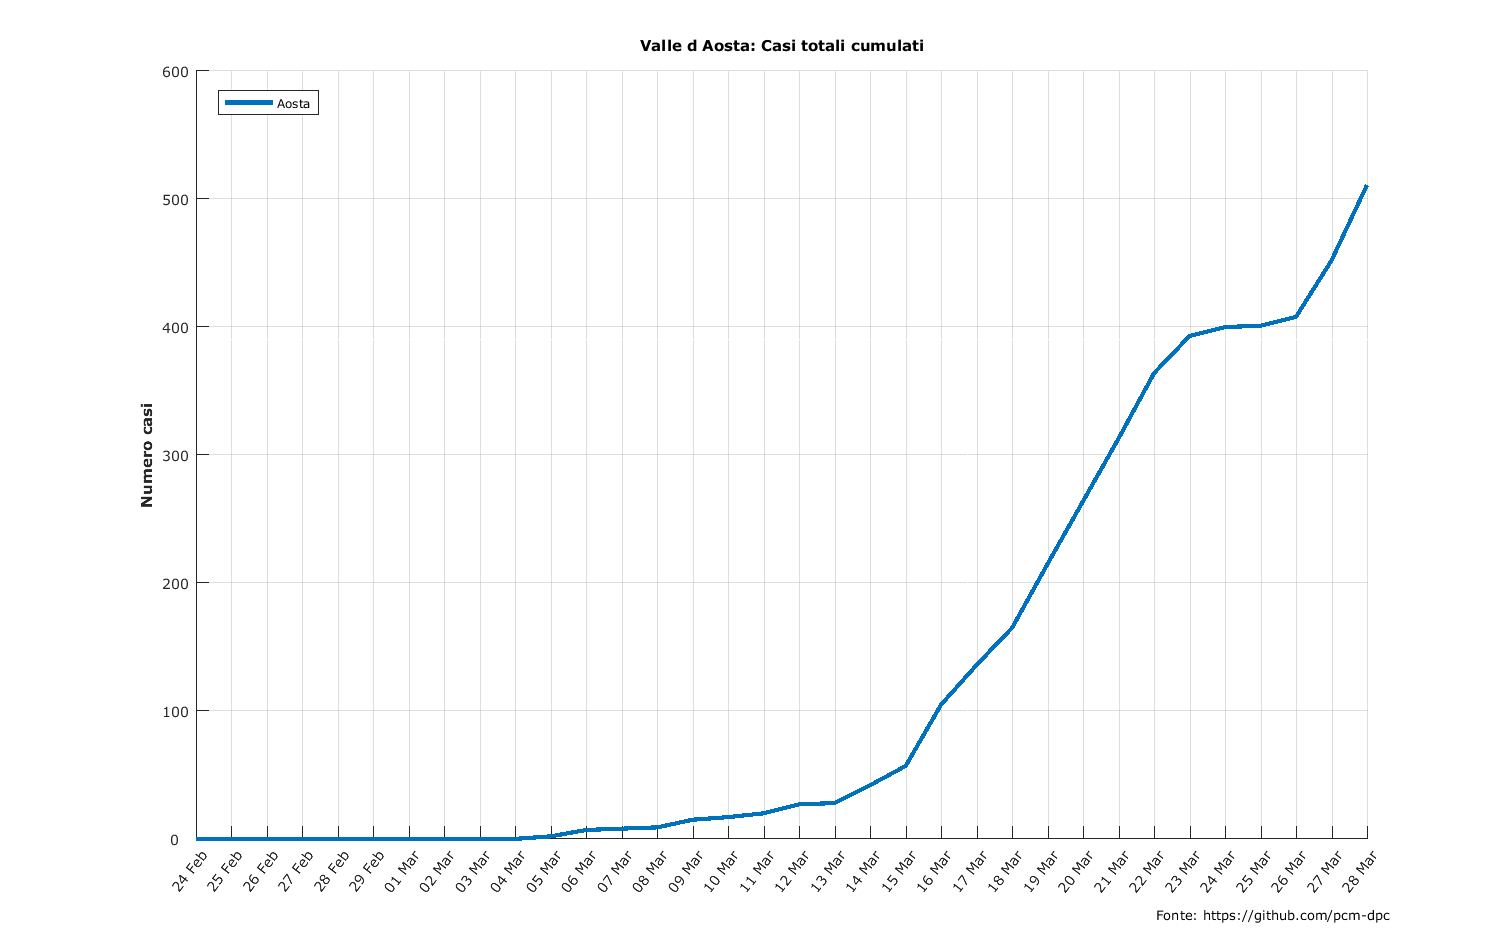 Valle d Aosta: Casi totali cumulati
Aosta
Numero casi
600
500
400
300
200
100
0
24 Feb
25 Feb
26 Feb
27 Feb
28 Feb
29 Feb
01 Mar
02 Mar
03 Mar
04 Mar
05 Mar
06 Mar
07 Mar
08 Mar
09 Mar
10 Mar
11 Mar
12 Mar
13 Mar
14 Mar
15 Mar
16 Mar
17 Mar
18 Mar
19 Mar
20 Mar
21 Mar
22 Mar
23 Mar
24 Mar
25 Mar
26 Mar
27 Mar
28 Mar
Fonte: https://github.com/pcm-dpc